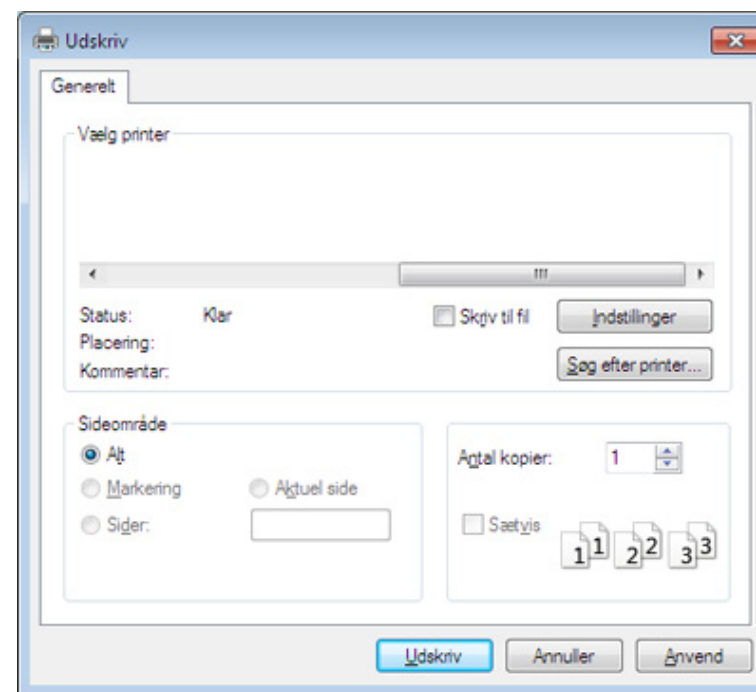 Udskriv
Generelt
Vælg printer
Status: Klar
Skriv til fil
Indstillinger
Placering:
Kommentar:
Søg efter printer...
Sideområde
Alt
Markering
Aktuel side
Sider:
Antal kopier: 1
Sætvis
1 1 2 2 3 3
Udskriv Annuller Anvend